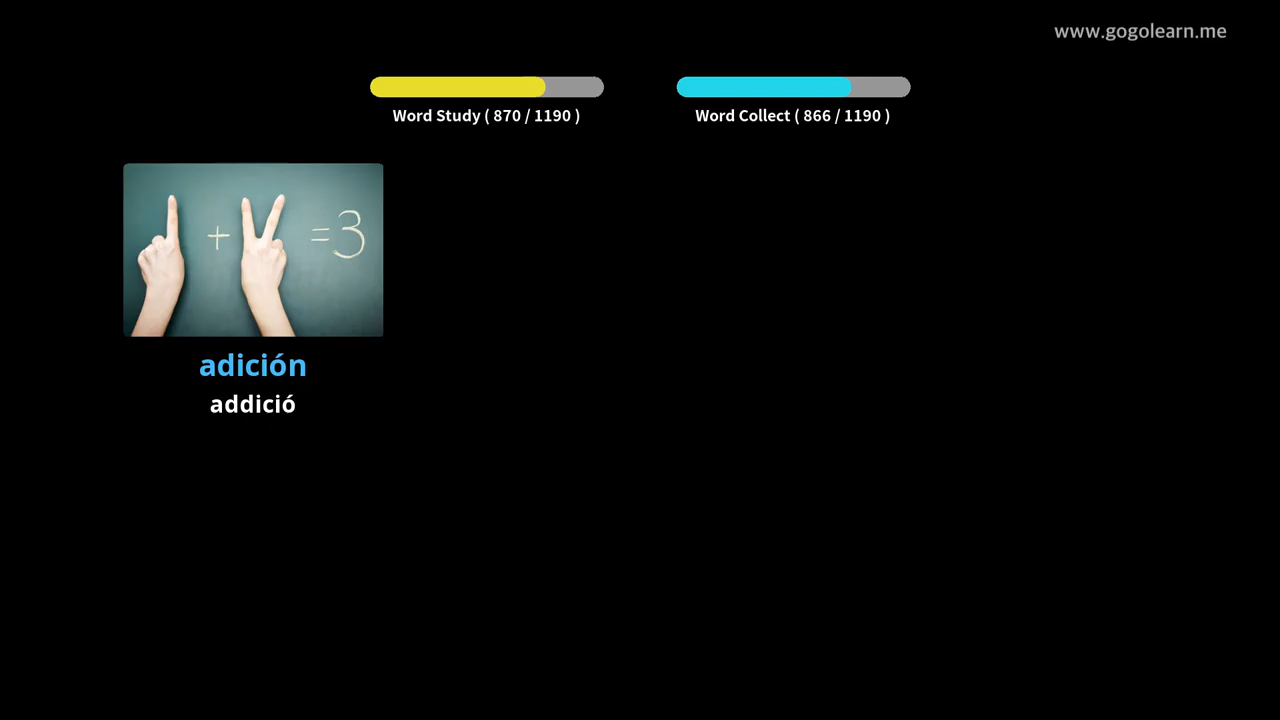 www.gogolearn.me
Word Study ( 870 / 1190 )
Word Collect ( 866 / 1190 )
+ =3
adición
addició